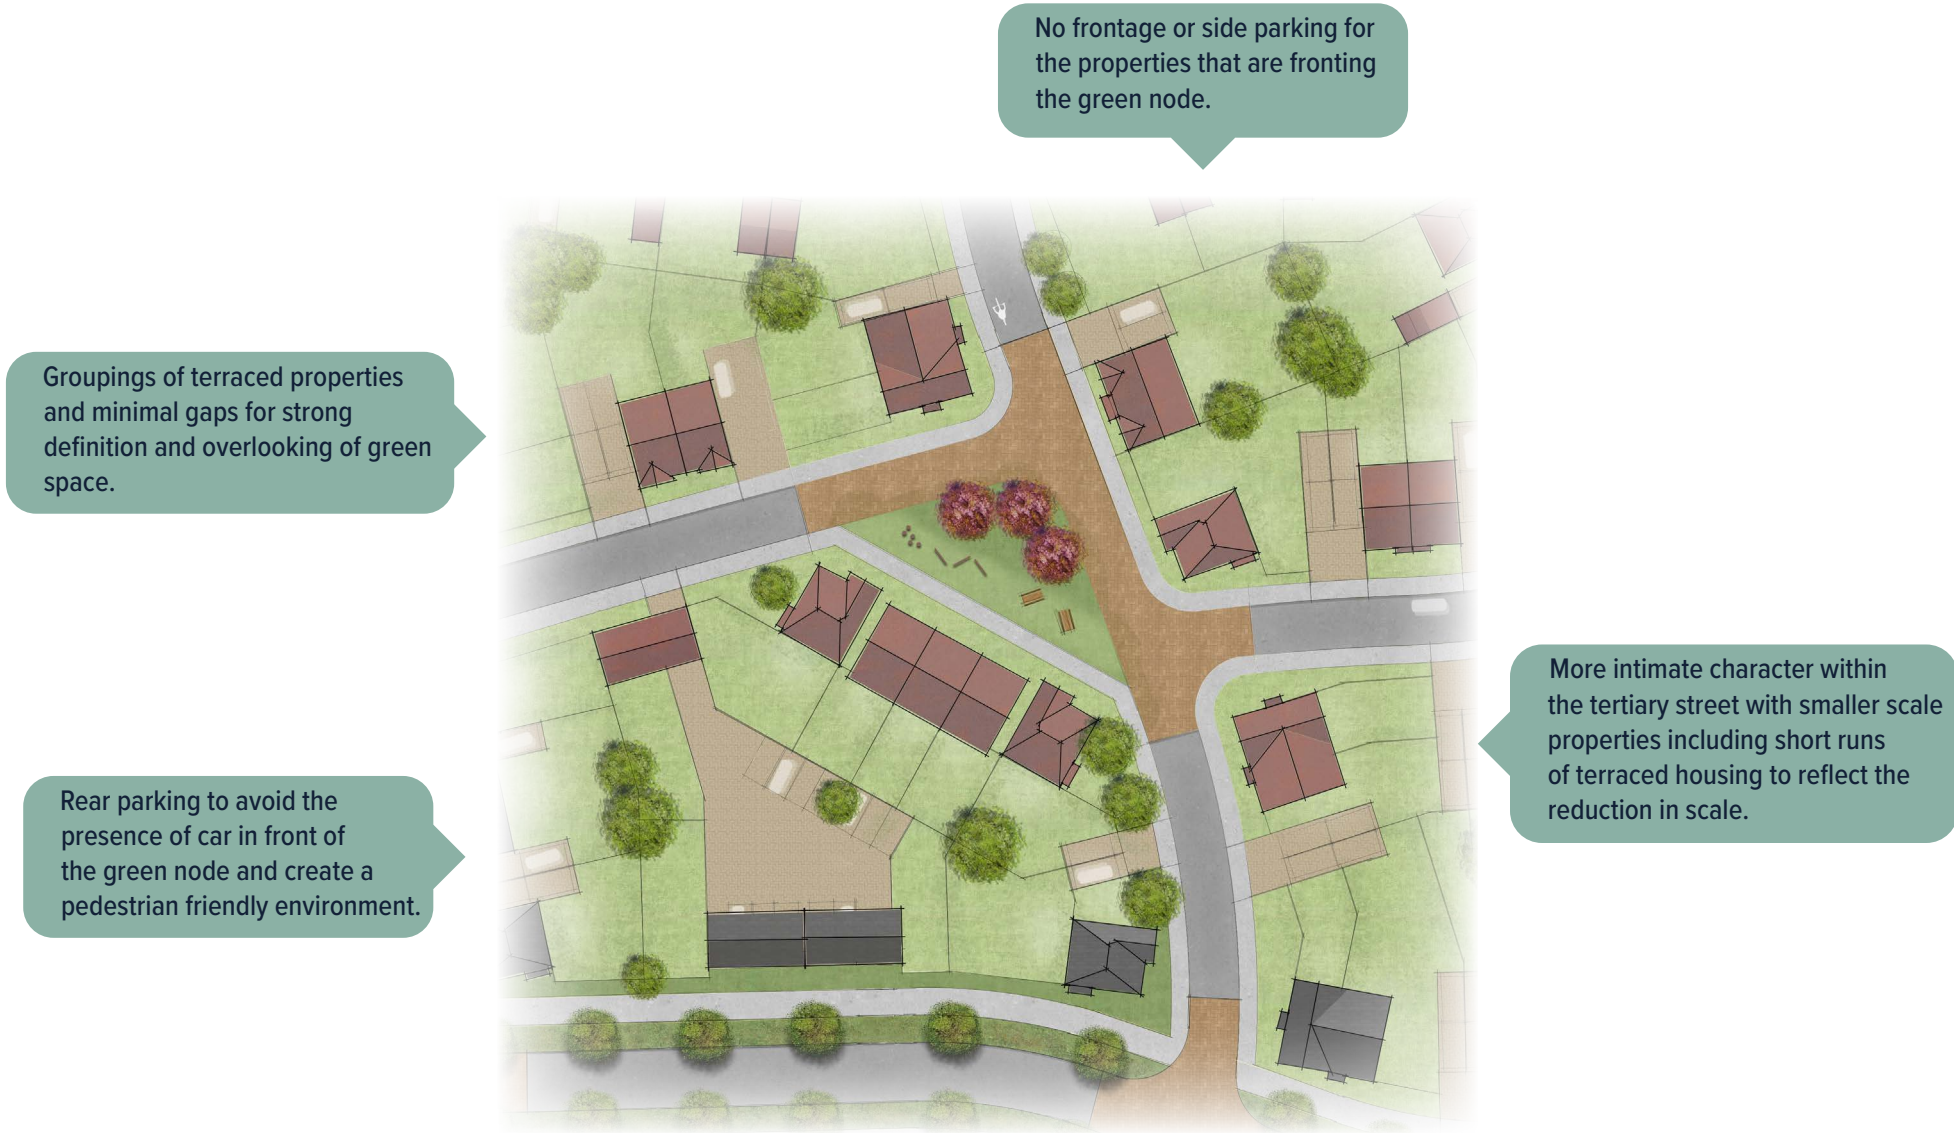 No frontage or side parking for
the properties that are fronting
the green node.
Groupings of terraced properties
and minimal gaps for strong
definition and overlooking of green
space.
More intimate character within
the tertiary street with smaller scale
properties including short runs
of terraced housing to reflect the
reduction in scale.
Rear parking to avoid the
presence of car in front of
the green node and create a
pedestrian friendly environment.